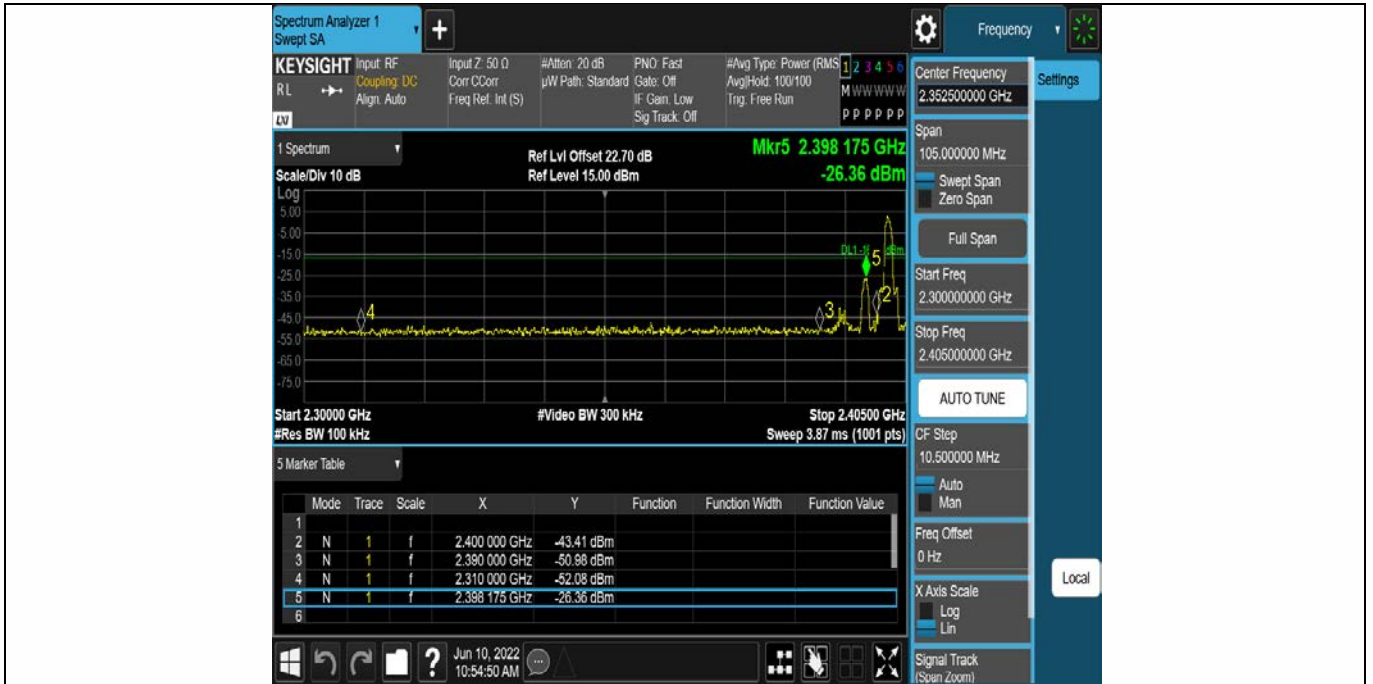 Spectrum Analyzer 1
Swept SA
+
Frequency
KEYSIGHT
RL
LXI
Input: RF
Coupling: DC
Align: Auto
Input Z: 50 Ω
Corr CCorr
Freq Ref: Int (S)
#Atten: 20 dB
µW Path: Standard
PNO: Fast
Gate: Off
IF Gain: Low
Sig Track: Off
#Avg Type: Power (RMS
Avg|Hold: 100/100
Trig: Free Run
1 2 3 4 5 6
M W W W W W
P P P P P P
Center Frequency
2.352500000 GHz
Settings
Span
105.000000 MHz
Swept Span
Zero Span
Full Span
Start Freq
2.300000000 GHz
Stop Freq
2.405000000 GHz
AUTO TUNE
CF Step
10.500000 MHz
Auto
Man
Freq Offset
0 Hz
X Axis Scale
Log
Lin
Signal Track
(Span Zoom)
Local
1 Spectrum
Scale/Div 10 dB
Ref Lvl Offset 22.70 dB
Ref Level 15.00 dBm
Mkr5 2.398 175 GHz
-26.36 dBm
Log
5.00
-5.00
-15.0
-25.0
-35.0
-45.0
-55.0
-65.0
-75.0
dBm
5
2
3
4
Start 2.30000 GHz
#Res BW 100 kHz
#Video BW 300 kHz
Stop 2.40500 GHz
Sweep 3.87 ms (1001 pts)
5 Marker Table
Mode Trace Scale X Y Function Function Width Function Value
1
2 N 1 f 2.400 000 GHz -43.41 dBm
3 N 1 f 2.390 000 GHz -50.98 dBm
4 N 1 f 2.310 000 GHz -52.08 dBm
5 N 1 f 2.398 175 GHz -26.36 dBm
6
?
Jun 10, 2022
10:54:50 AM